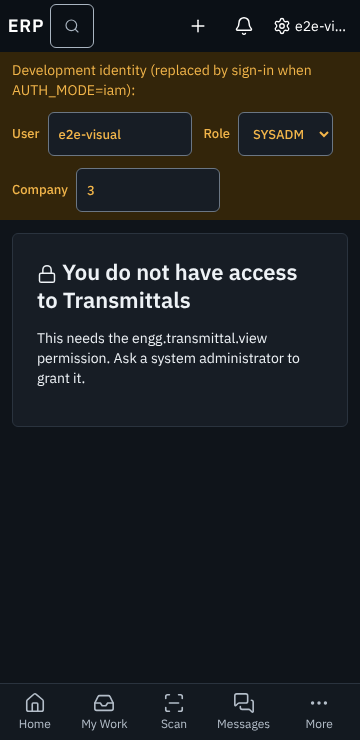 ERP
e2e-vi...
Development identity (replaced by sign-in when
AUTH_MODE=iam):
User e2e-visual Role SYSADM
Company 3
You do not have access
to Transmittals
This needs the engg.transmittal.view
permission. Ask a system administrator to
grant it.
Home My Work Scan Messages More